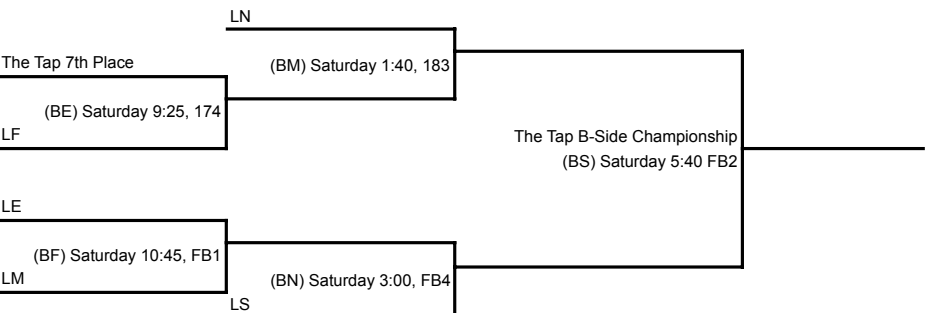 LN
The Tap 7th Place
(BM) Saturday 1:40, 183
(BE) Saturday 9:25, 174
LF
The Tap B-Side Championship
(BS) Saturday 5:40 FB2
LE
(BF) Saturday 10:45, FB1
LM
(BN) Saturday 3:00, FB4
LS